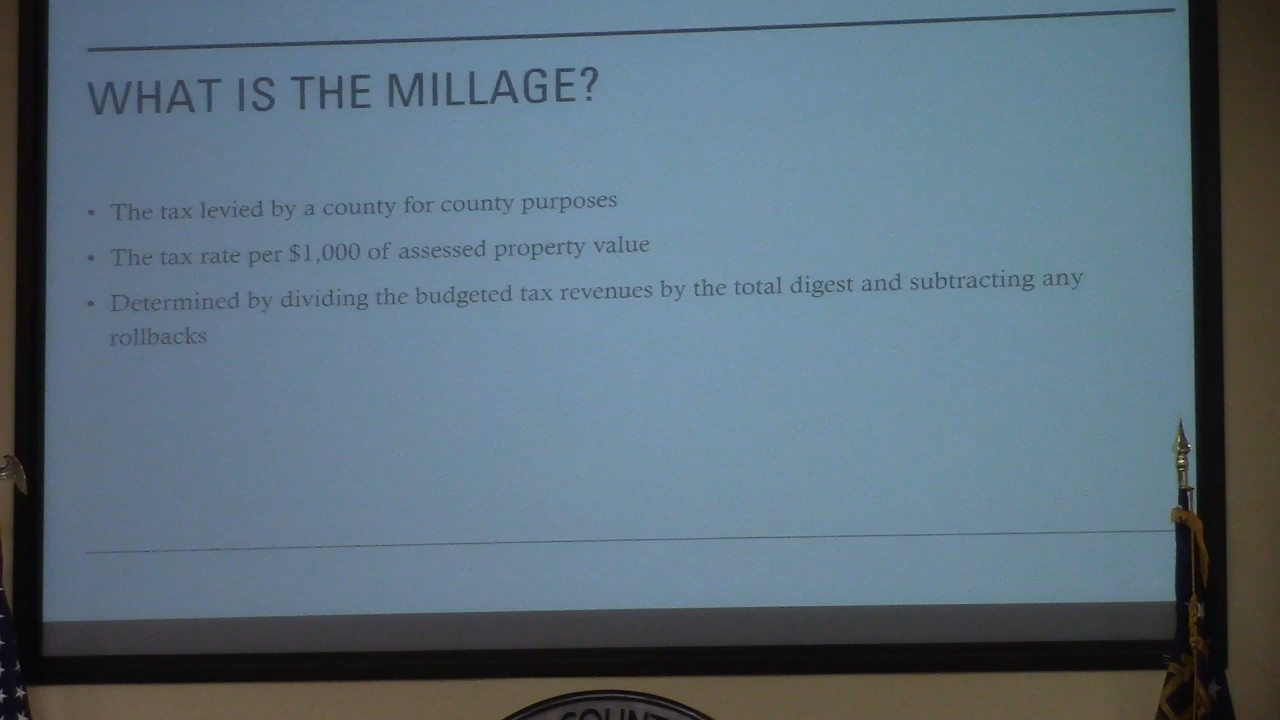 WHAT IS THE MILLAGE?
• The tax levied by a county for county purposes
• The tax rate per $1,000 of assessed property value
• Determined by dividing the budgeted tax revenues by the total digest and subtracting any
rollbacks